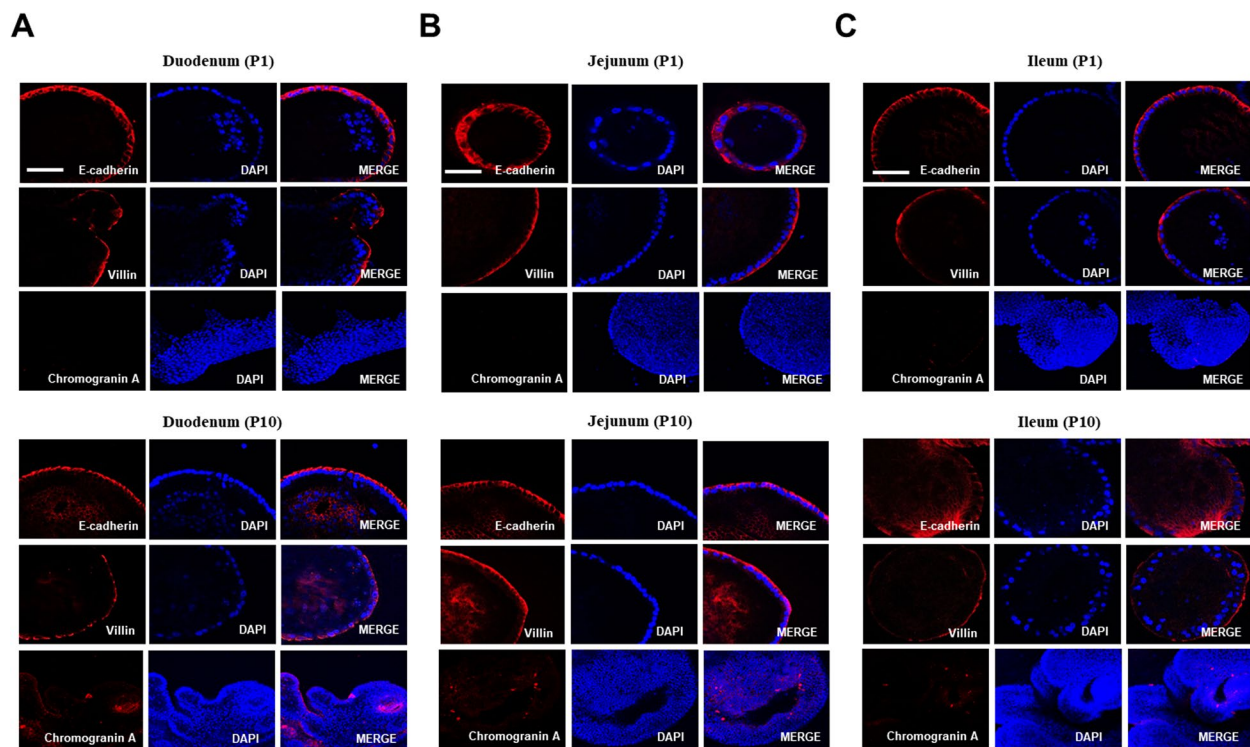 A
B
C
Duodenum (P1)
Jejunum (P1)
Ileum (P1)
E-cadherin DAPI MERGE E-cadherin DAPI MERGE E-cadherin DAPI MERGE
Villin DAPI MERGE Villin DAPI MERGE Villin DAPI MERGE
Chromogranin A DAPI MERGE Chromogranin A DAPI MERGE Chromogranin A DAPI MERGE
Duodenum (P10)
Jejunum (P10)
Ileum (P10)
E-cadherin DAPI MERGE E-cadherin DAPI MERGE E-cadherin DAPI MERGE
Villin DAPI MERGE Villin DAPI MERGE Villin DAPI MERGE
Chromogranin A DAPI MERGE Chromogranin A DAPI MERGE Chromogranin A DAPI MERGE